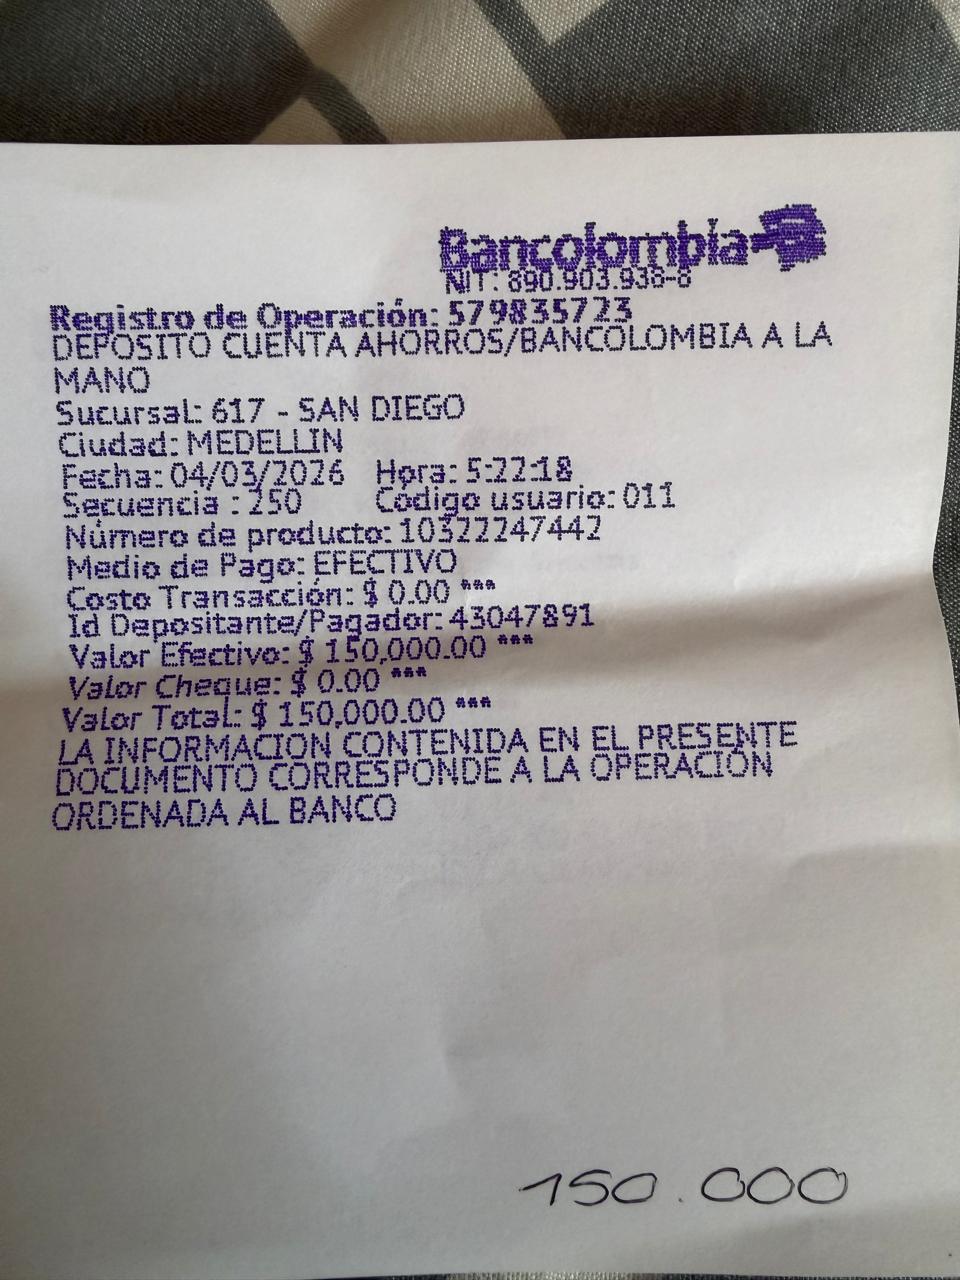 Bancolombia
NIT: 890.903.938-8
Registro de Operación: 579835723
DEPOSITO CUENTA AHORROS/BANCOLOMBIA A LA
MANO
Sucursal: 617 - SAN DIEGO
Ciudad: MEDELLIN
Fecha: 04/03/2026 Hora: 5:22:18
Secuencia : 250 Código usuario: 011
Número de producto: 10322247442
Medio de Pago: EFECTIVO
Costo Transacción: $ 0.00 ***
Id Depositante/Pagador: 43047891
Valor Efectivo: $ 150,000.00 ***
Valor Cheque: $ 0.00 ***
Valor Total: $ 150,000.00 ***
LA INFORMACION CONTENIDA EN EL PRESENTE
DOCUMENTO CORRESPONDE A LA OPERACIÓN
ORDENADA AL BANCO
150.000